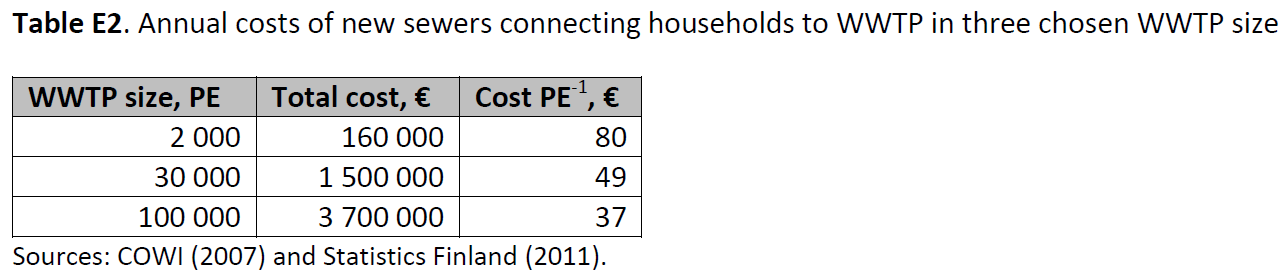 Table E2. Annual costs of new sewers connecting households to WWTP in three chosen WWTP size
WWTP size, PE Total cost, € Cost PE⁻¹, €
2 000 160 000 80
30 000 1 500 000 49
100 000 3 700 000 37
Sources: COWI (2007) and Statistics Finland (2011).